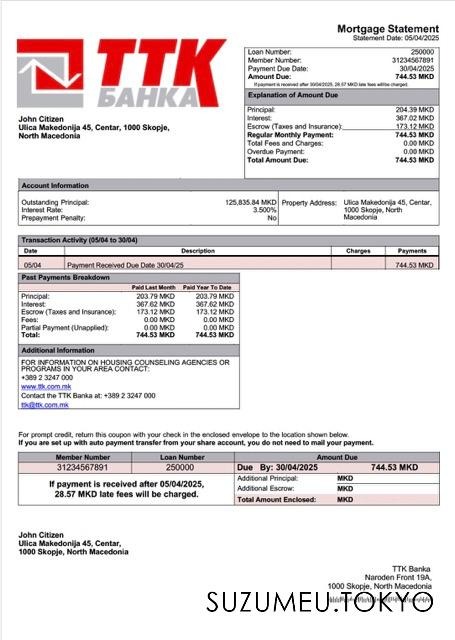 TTK
БАНКА
Mortgage Statement
Statement Date: 05/04/2025
Loan Number: 250000
Member Number: 31234567891
Payment Due Date: 30/04/2025
Amount Due: 744.53 MKD
If payment is received after 30/04/2025, 28.57 MKD late fees will be charged.
John Citizen
Ulica Makedonija 45, Centar, 1000 Skopje,
North Macedonia
Explanation of Amount Due
Principal: 204.39 MKD
Interest: 367.02 MKD
Escrow (Taxes and Insurance): 173.12 MKD
Regular Monthly Payment: 744.53 MKD
Total Fees and Charges: 0.00 MKD
Overdue Payment: 0.00 MKD
Total Amount Due: 744.53 MKD
Account Information
Outstanding Principal: 125,835.84 MKD
Interest Rate: 3.500%
Prepayment Penalty: No
Property Address: Ulica Makedonija 45, Centar,
1000 Skopje, North
Macedonia
Transaction Activity (05/04 to 30/04)
Date Description Charges Payments
05/04 Payment Received Due Date 30/04/25 744.53 MKD
Past Payments Breakdown
Paid Last Month Paid Year To Date
Principal: 203.79 MKD 203.79 MKD
Interest: 367.62 MKD 367.62 MKD
Escrow (Taxes and Insurance): 173.12 MKD 173.12 MKD
Fees: 0.00 MKD 0.00 MKD
Partial Payment (Unapplied): 0.00 MKD 0.00 MKD
Total: 744.53 MKD 744.53 MKD
Additional Information
FOR INFORMATION ON HOUSING COUNSELING AGENCIES OR
PROGRAMS IN YOUR AREA CONTACT:
+389 2 3247 000
www.ttk.com.mk
Contact the TTK Banka at: +389 2 3247 000
ttk@ttk.com.mk
For prompt credit, return this coupon with your check in the enclosed envelope to the location shown below.
If you are set up with auto payment transfer from your share account, you do not need to mail your payment.
Member Number Loan Number Amount Due
31234567891 250000 Due By: 30/04/2025 744.53 MKD
If payment is received after 05/04/2025,
28.57 MKD late fees will be charged.
Additional Principal: MKD
Additional Escrow: MKD
Total Amount Enclosed: MKD
John Citizen
Ulica Makedonija 45, Centar,
1000 Skopje, North Macedonia
TTK Banka
Naroden Front 19A,
1000 Skopje, North Macedonia
SUZUMEU.TOKYO